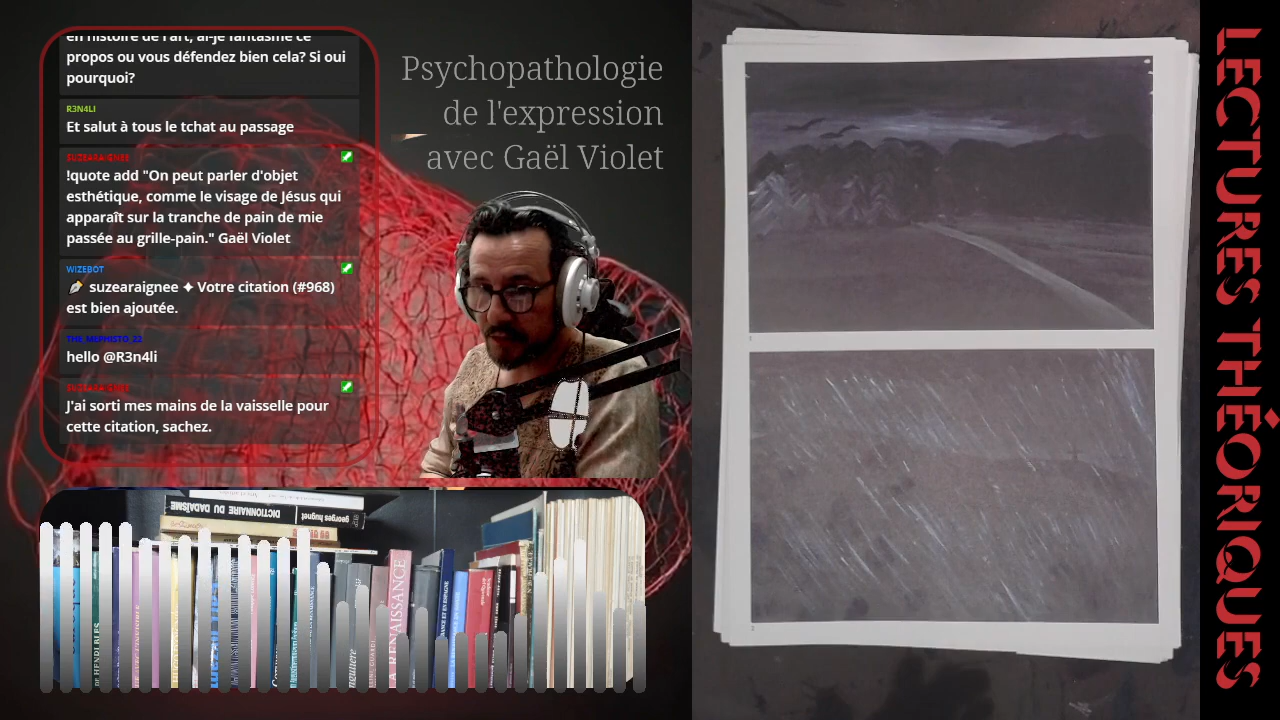 en histoire de l'art, ai-je fantasmé ce
propos ou vous défendez bien cela? Si oui
pourquoi?
R3N4LI
Et salut à tous le tchat au passage
SUZEARAIGNEE
!quote add "On peut parler d'objet
esthétique, comme le visage de Jésus qui
apparaît sur la tranche de pain de mie
passée au grille-pain." Gaël Violet
WIZEBOT
suzearaignee ✦ Votre citation (#968)
est bien ajoutée.
THE_MEPHISTO_22
hello @R3n4li
SUZEARAIGNEE
J'ai sorti mes mains de la vaisselle pour
cette citation, sachez.
Psychopathologie
de l'expression
avec Gaël Violet
DICTIONNAIRE DU DADAÏSME
georges hugnet
RENAISSANCE
LECTURES THÉORIQUES